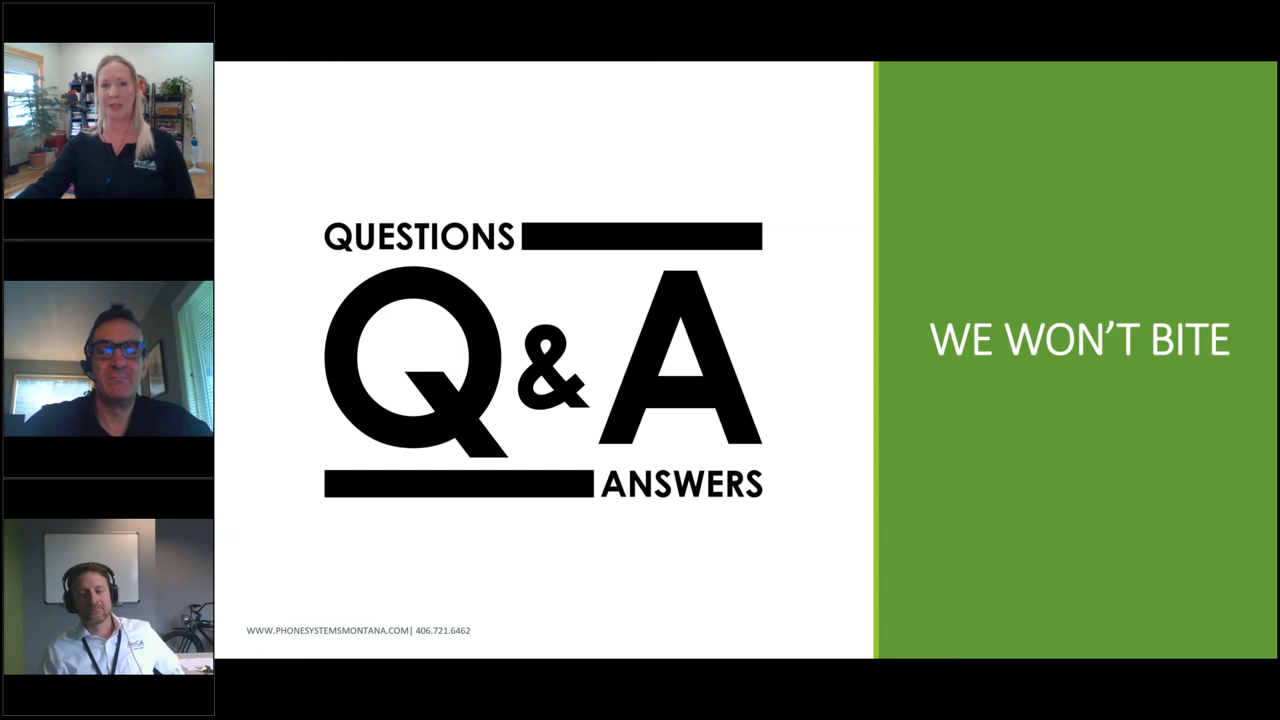 QUESTIONS
Q & A
ANSWERS
WE WON'T BITE
WWW.PHONESYSTEMSMONTANA.COM| 406.721.6462